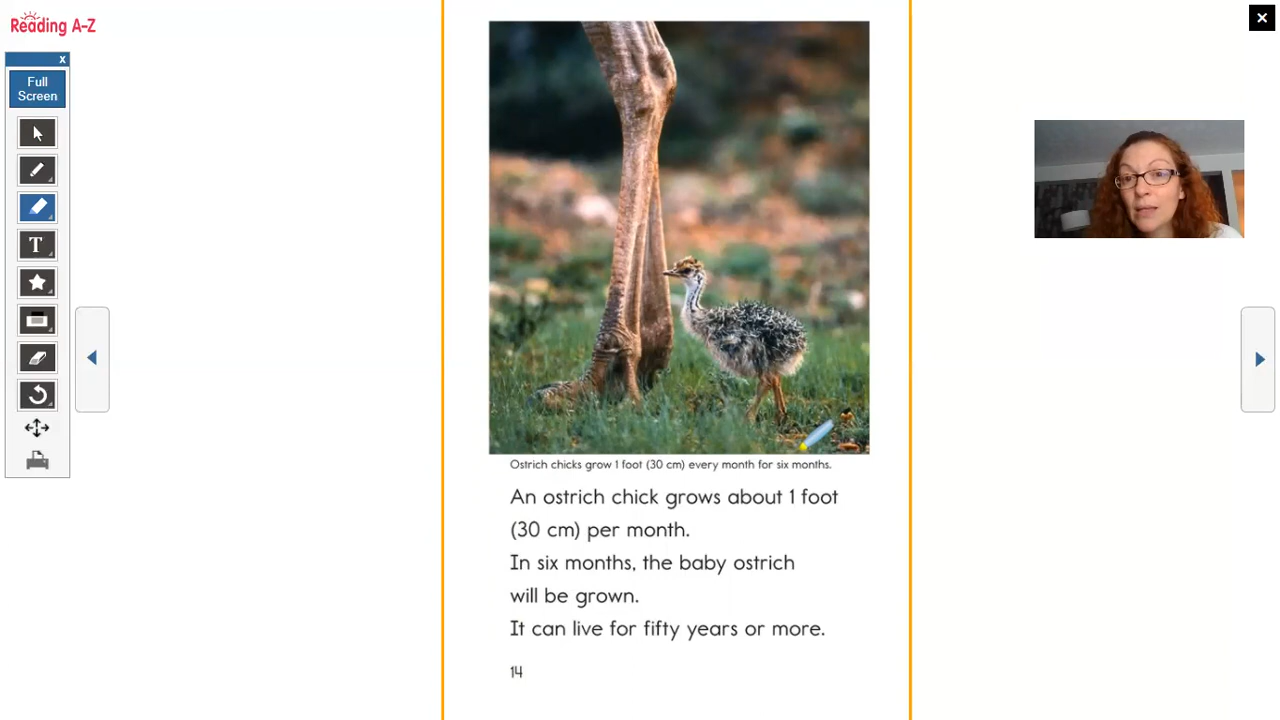 Reading A-Z
x
Full
Screen
T
Ostrich chicks grow 1 foot (30 cm) every month for six months.
An ostrich chick grows about 1 foot
(30 cm) per month.
In six months, the baby ostrich
will be grown.
It can live for fifty years or more.
14